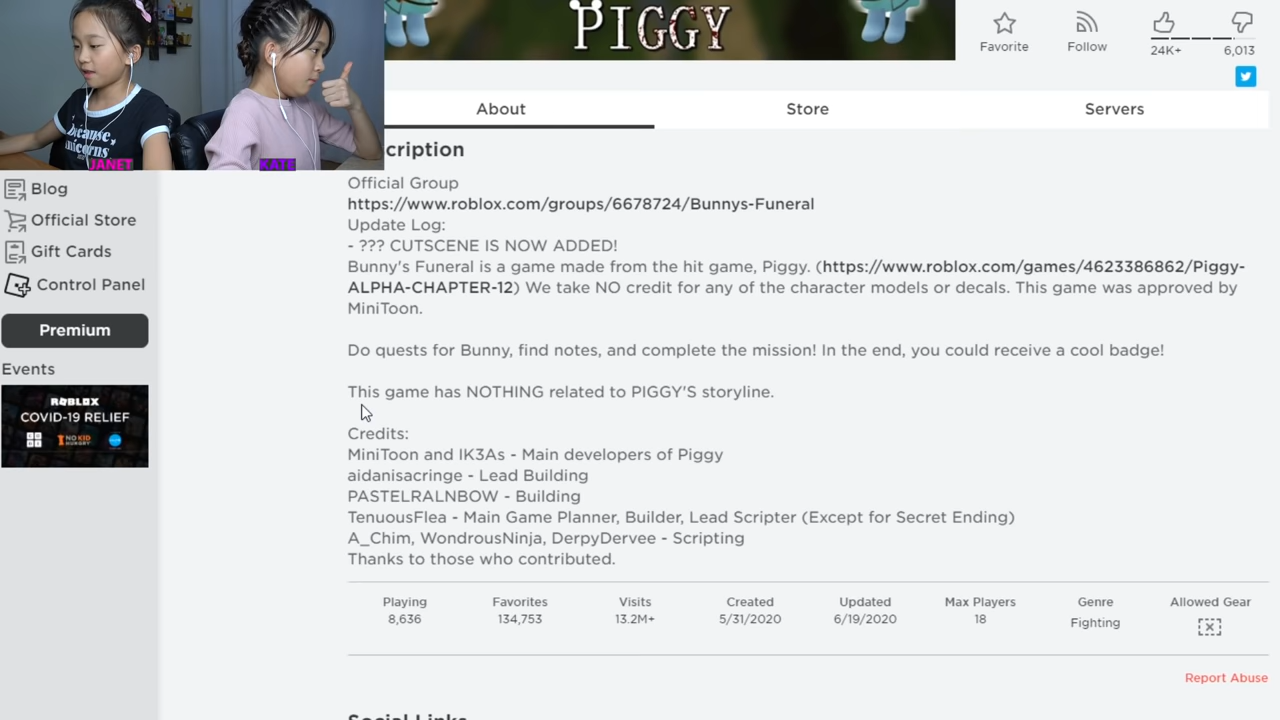 PIGGY
because,
unicorns
JANET
KATE
Favorite
Follow
24K+
6,013
About
Store
Servers
cription
Blog
Official Store
Gift Cards
Control Panel
Premium
Events
ROBLOX
COVID-19 RELIEF
NO KID
HUNGRY
Official Group
https://www.roblox.com/groups/6678724/Bunnys-Funeral
Update Log:
- ??? CUTSCENE IS NOW ADDED!
Bunny's Funeral is a game made from the hit game, Piggy. (https://www.roblox.com/games/4623386862/Piggy-
ALPHA-CHAPTER-12) We take NO credit for any of the character models or decals. This game was approved by
MiniToon.
Do quests for Bunny, find notes, and complete the mission! In the end, you could receive a cool badge!
This game has NOTHING related to PIGGY'S storyline.
Credits:
MiniToon and IK3As - Main developers of Piggy
aidanisacringe - Lead Building
PASTELRALNBOW - Building
TenuousFlea - Main Game Planner, Builder, Lead Scripter (Except for Secret Ending)
A_Chim, WondrousNinja, DerpyDervee - Scripting
Thanks to those who contributed.
Playing
8,636
Favorites
134,753
Visits
13.2M+
Created
5/31/2020
Updated
6/19/2020
Max Players
18
Genre
Fighting
Allowed Gear
Report Abuse
Social Links